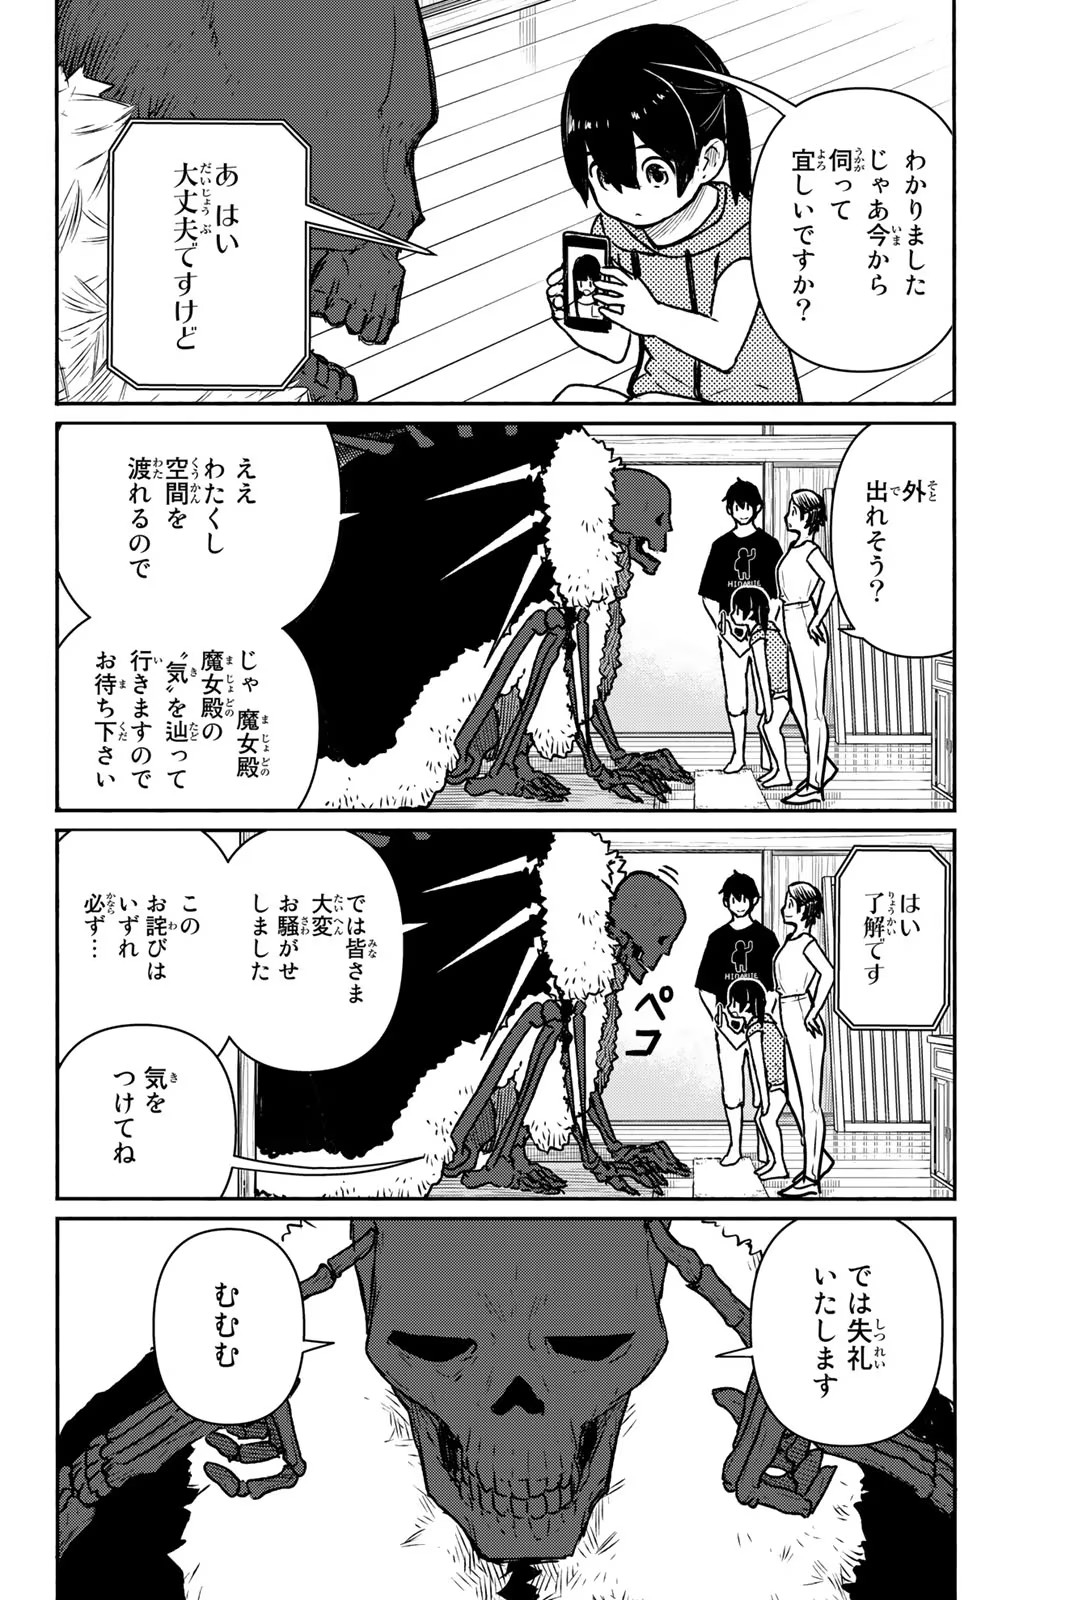 わかりました
じゃあ今から
伺って
宜しいですか?
あ はい
大丈夫ですけど
外
出れそう?
HINABITE
ええ
わたくし
空間を
渡れるので
じゃ 魔女殿
魔女殿の
〝気〟を辿って
行きますので
お待ち下さい
はい
了解です
HINABITE
ペコ
では皆さま
大変
お騒がせ
しました
この
お詫びは
いずれ
必ず…
気を
つけてね
では失礼
いたします
むむむ